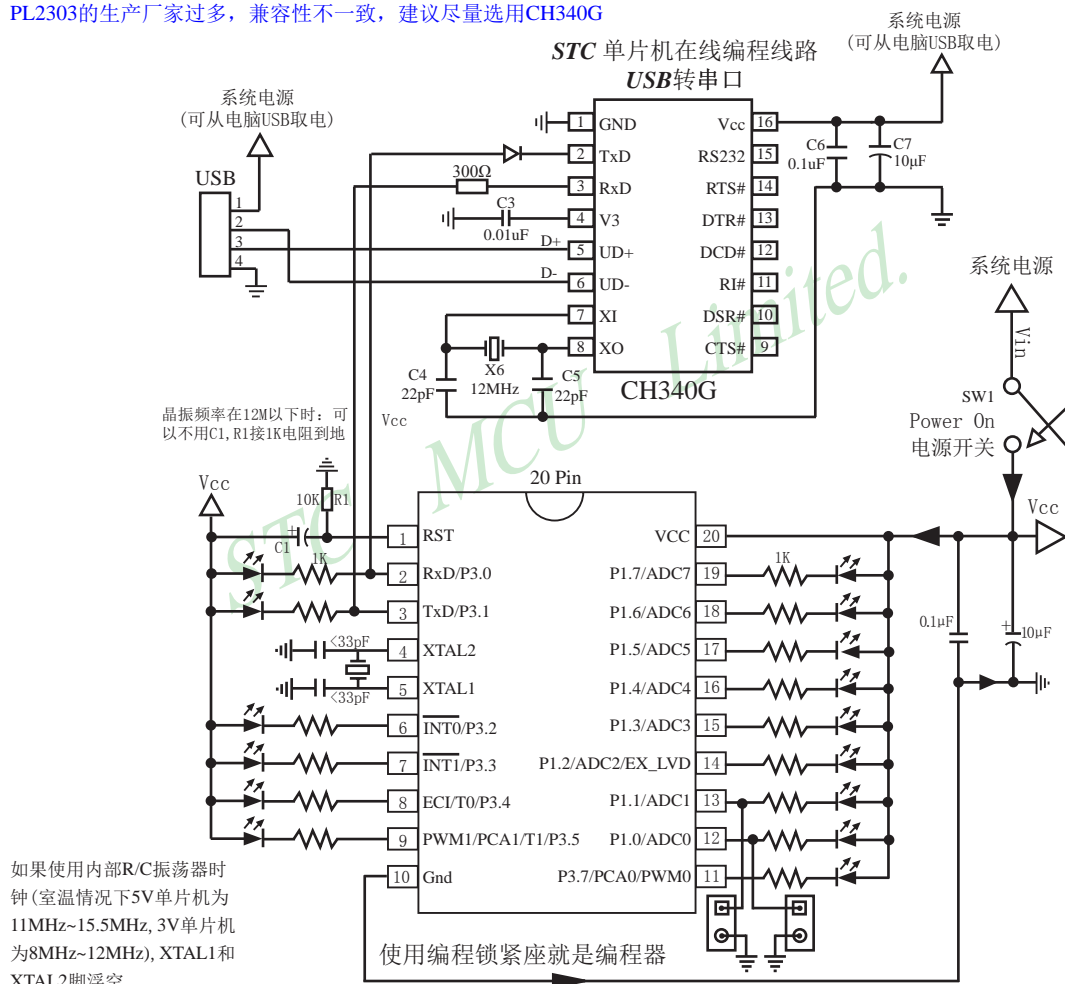 PL2303的生产厂家过多，兼容性不一致，建议尽量选用CH340G
系统电源
(可从电脑USB取电)
STC 单片机在线编程线路
USB转串口
系统电源
(可从电脑USB取电)
USB
1
2
3
4
1 GND
2 TxD
3 RxD
4 V3
5 UD+
6 UD-
7 XI
8 XO
Vcc 16
RS232 15
RTS# 14
DTR# 13
DCD# 12
RI# 11
DSR# 10
CTS# 9
CH340G
300Ω
C3
0.01uF
D+
D-
C6
0.1uF
C7
10μF
C4
22pF
X6
12MHz
C5
22pF
系统电源
Vin
SW1
Power On
电源开关
Vcc
晶振频率在12M以下时：可
以不用C1,R1接1K电阻到地
Vcc
STC MCU Limited.
20 Pin
Vcc
10K
R1
+
C1
1K
1 RST
2 RxD/P3.0
3 TxD/P3.1
4 XTAL2
5 XTAL1
6 INT0/P3.2
7 INT1/P3.3
8 ECI/T0/P3.4
9 PWM1/PCA1/T1/P3.5
10 Gnd
<33pF
<33pF
VCC 20
P1.7/ADC7 19
P1.6/ADC6 18
P1.5/ADC5 17
P1.4/ADC4 16
P1.3/ADC3 15
P1.2/ADC2/EX_LVD 14
P1.1/ADC1 13
P1.0/ADC0 12
P3.7/PCA0/PWM0 11
1K
0.1μF
+
10μF
如果使用内部R/C振荡器时
钟(室温情况下5V单片机为
11MHz~15.5MHz, 3V单片机
为8MHz~12MHz), XTAL1和
XTAL2脚浮空
使用编程锁紧座就是编程器